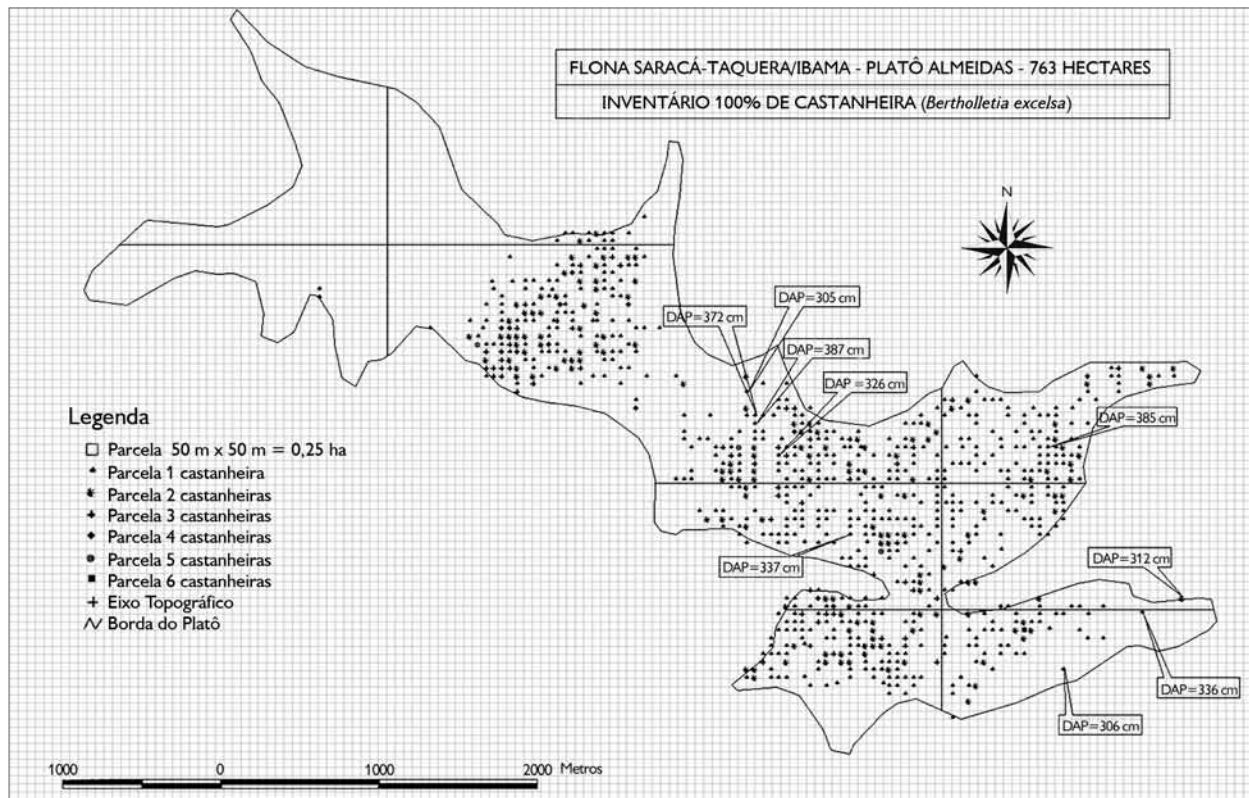 FLONA SARACÁ-TAQUERA/IBAMA - PLATÔ ALMEIDAS - 763 HECTARES
INVENTÁRIO 100% DE CASTANHEIRA (Bertholletia excelsa)
N
DAP=305 cm
DAP=372 cm
DAP=387 cm
DAP =326 cm
DAP=385 cm
DAP=337 cm
DAP=312 cm
DAP=336 cm
DAP=306 cm
Legenda
Parcela 50 m x 50 m = 0,25 ha
Parcela 1 castanheira
Parcela 2 castanheiras
Parcela 3 castanheiras
Parcela 4 castanheiras
Parcela 5 castanheiras
Parcela 6 castanheiras
Eixo Topográfico
Borda do Platô
1000 0 1000 2000 Metros